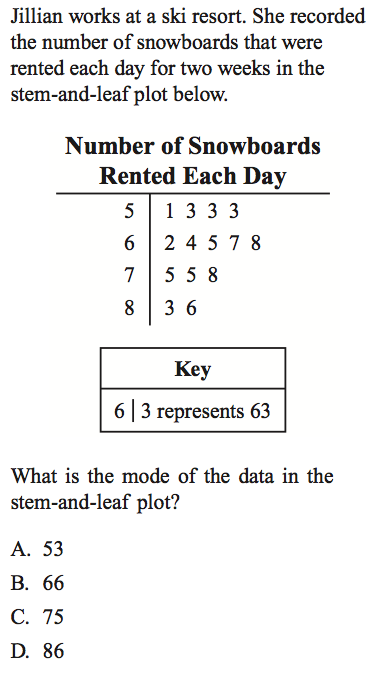 Jillian works at a ski resort. She recorded
the number of snowboards that were
rented each day for two weeks in the
stem-and-leaf plot below.
Number of Snowboards
Rented Each Day
5 | 1 3 3 3
6 | 2 4 5 7 8
7 | 5 5 8
8 | 3 6
Key
6 | 3 represents 63
What is the mode of the data in the
stem-and-leaf plot?
A. 53
B. 66
C. 75
D. 86